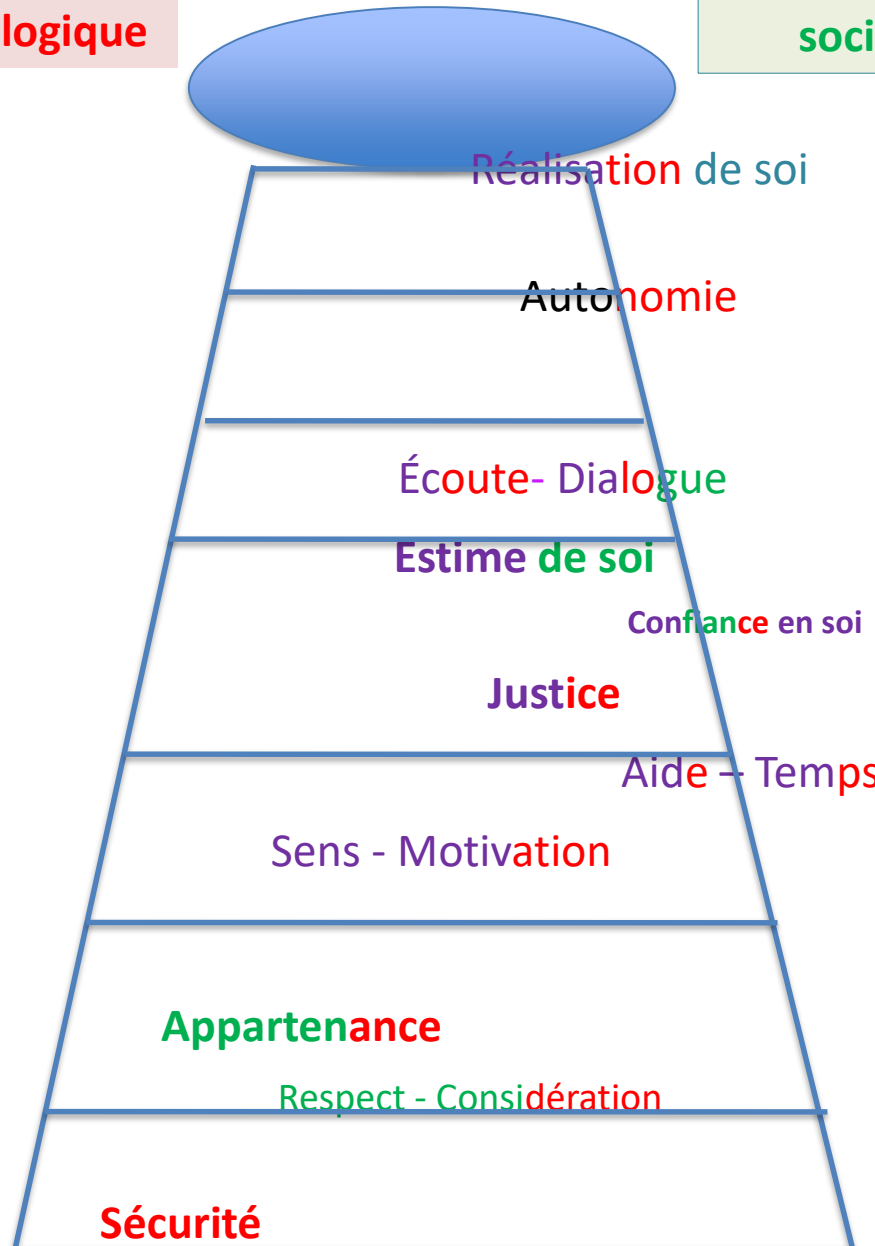 logique
soci
Réalisation de soi
Autonomie
Écoute- Dialogue
Estime de soi
Confiance en soi
Justice
Aide – Temps
Sens - Motivation
Appartenance
Respect - Considération
Sécurité